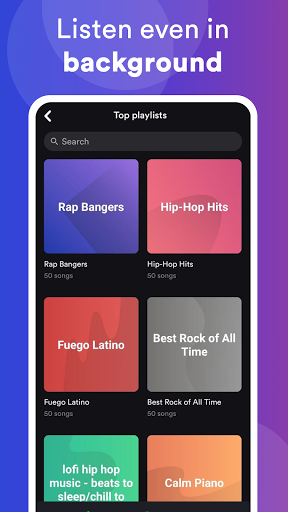 Listen even in
background
Top playlists
Search
Rap Bangers
Hip-Hop Hits
Rap Bangers
Hip-Hop Hits
50 songs
50 songs
Fuego Latino
Best Rock of All
Time
Fuego Latino
Best Rock of All Time
50 songs
50 songs
lofi hip hop
music - beats to
sleep/chill to
Calm Piano